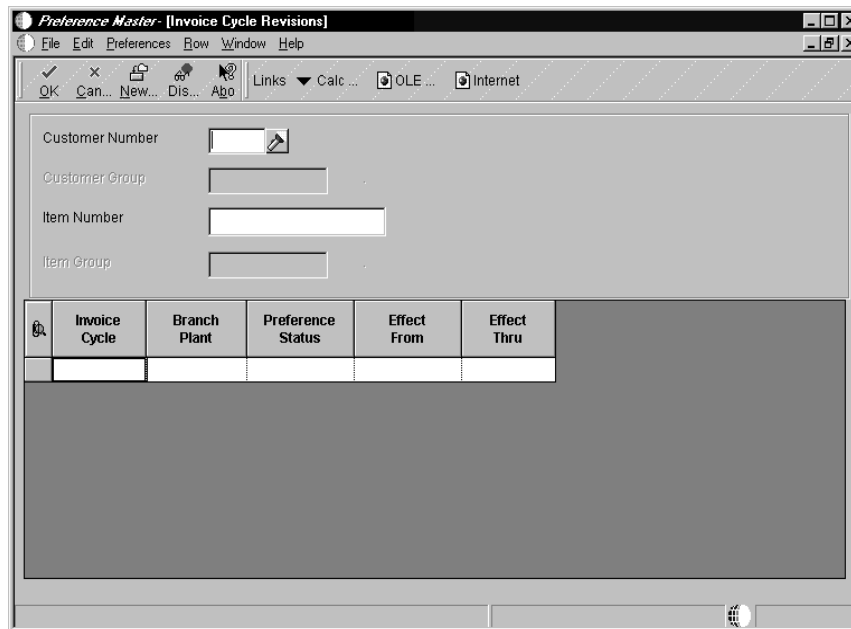 Preference Master - [Invoice Cycle Revisions]
File Edit Preferences Row Window Help
OK Can... New... Dis... Abo Links Calc ... OLE ... Internet
Customer Number
Customer Group
Item Number
Item Group
Invoice Cycle Branch Plant Preference Status Effect From Effect Thru